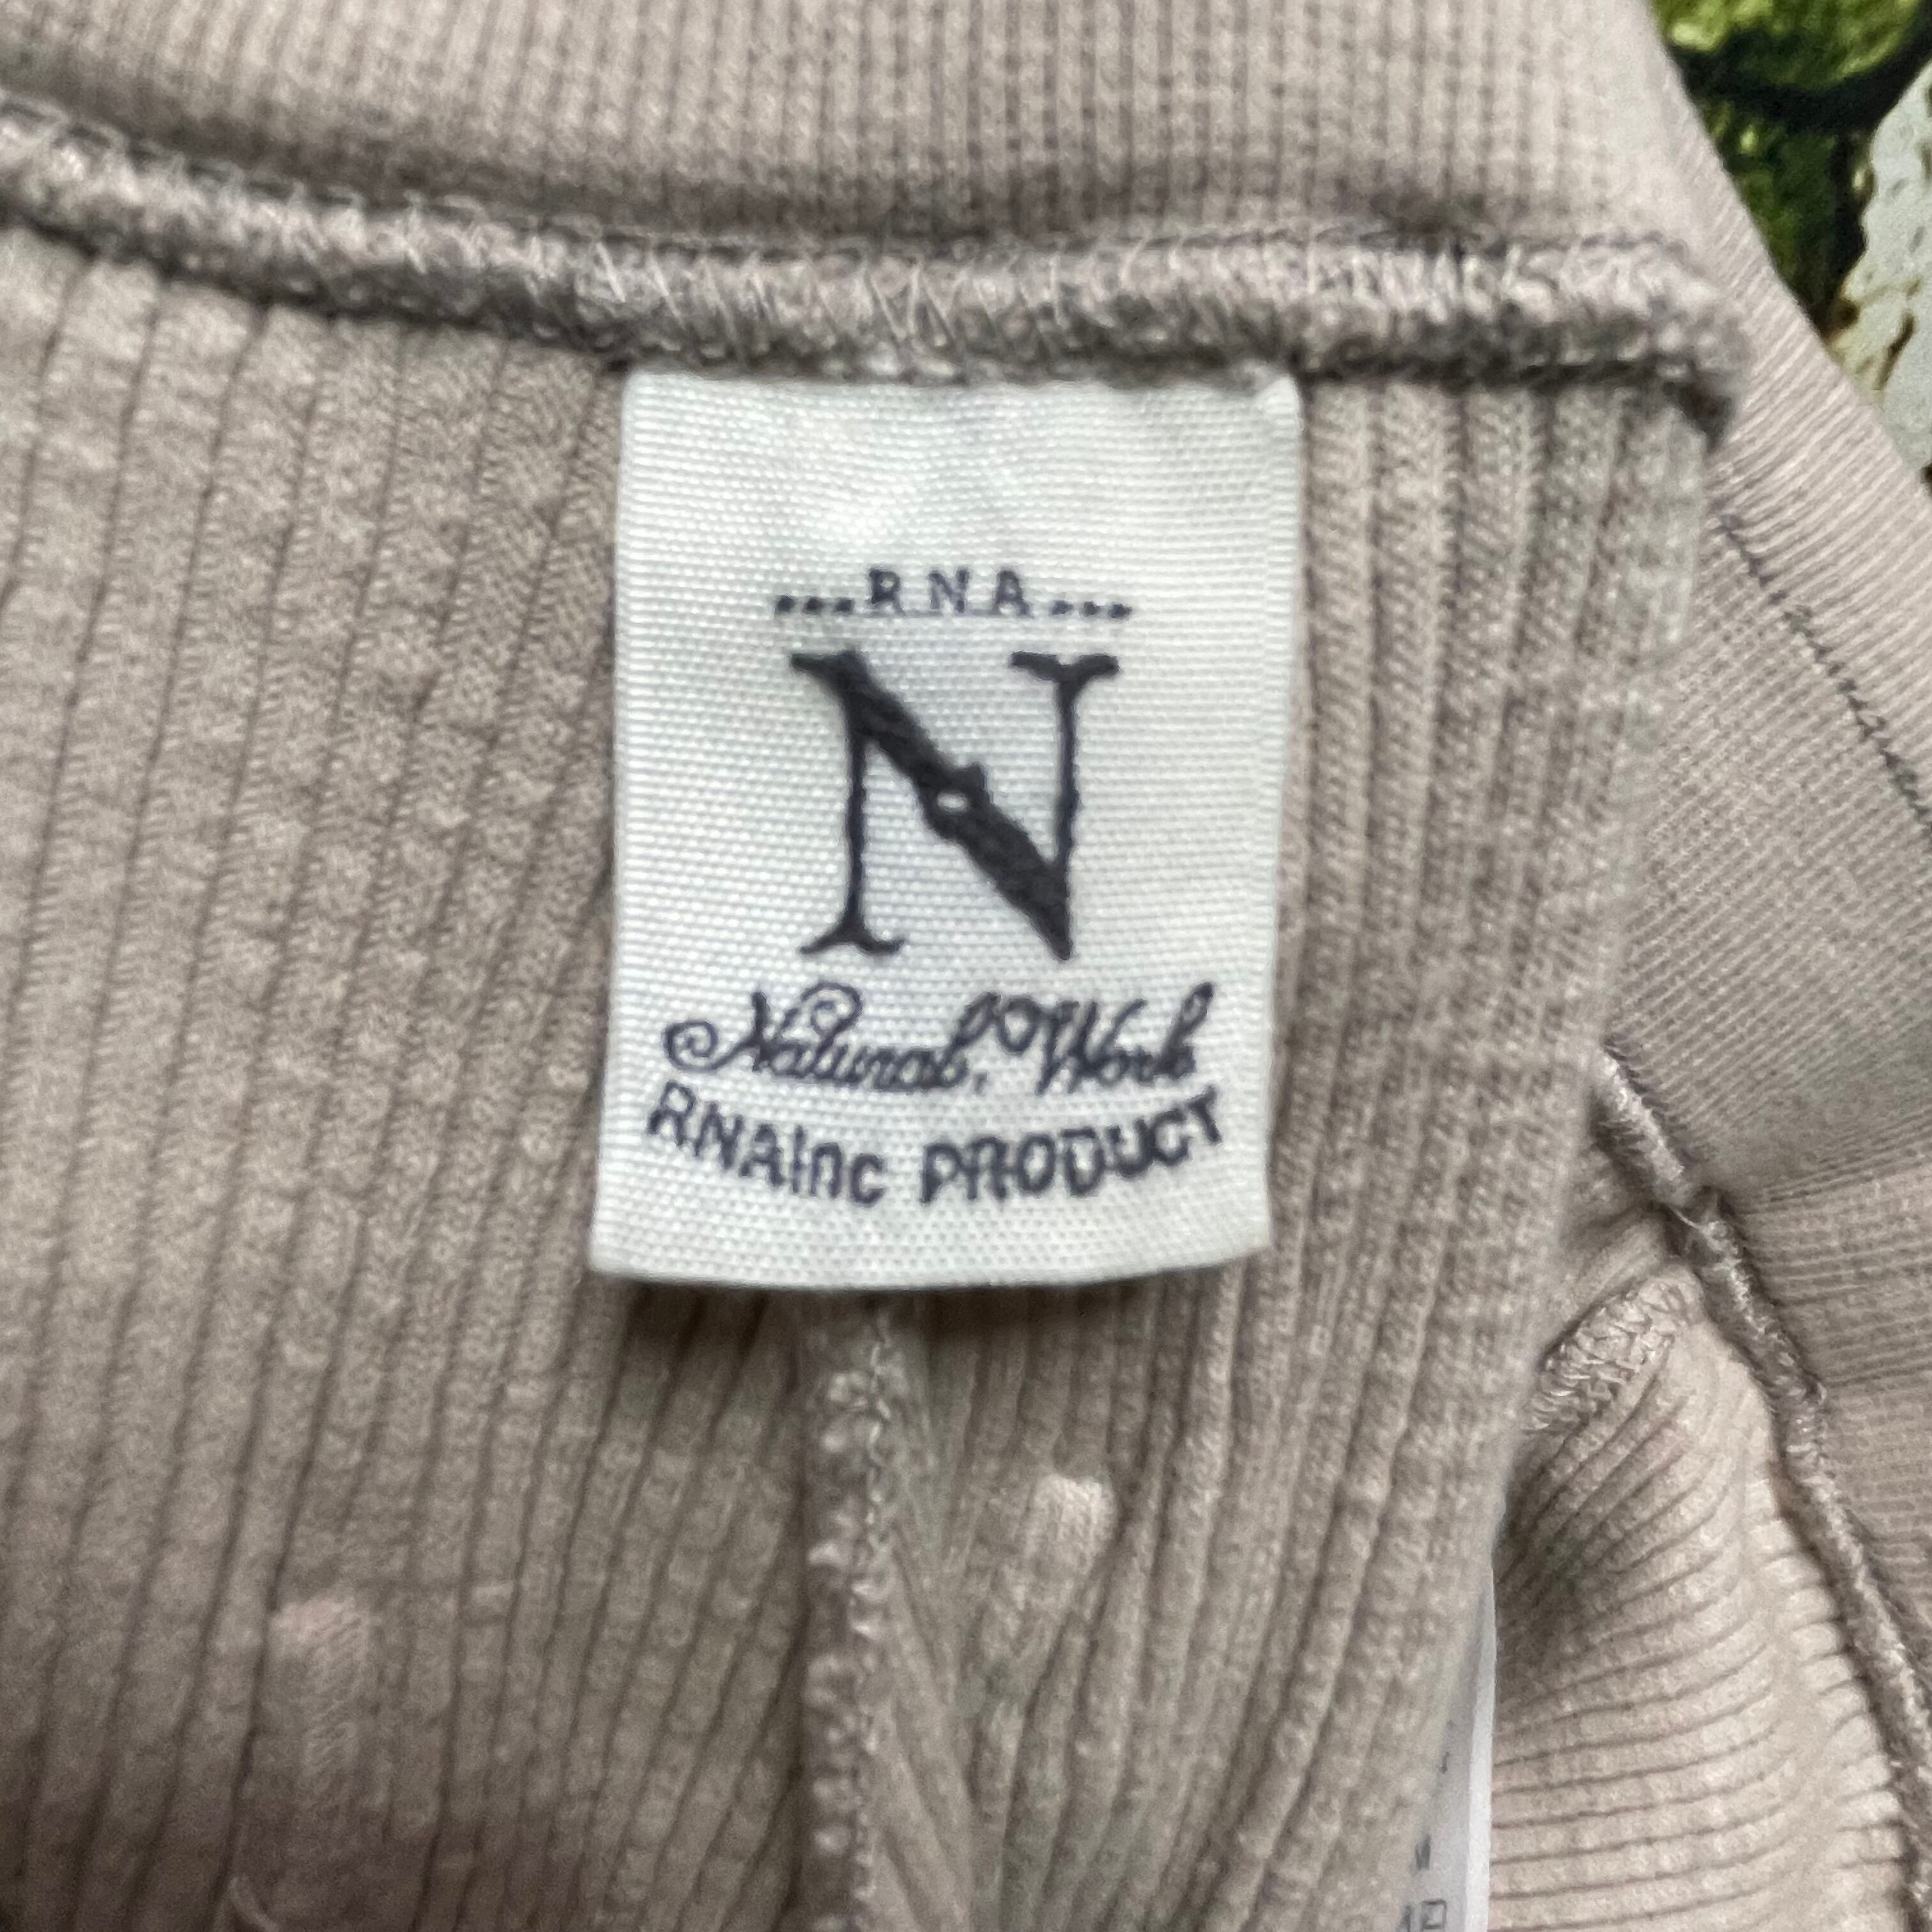 ...RNA...
N
Natural, Work
RNAInc PRODUCT